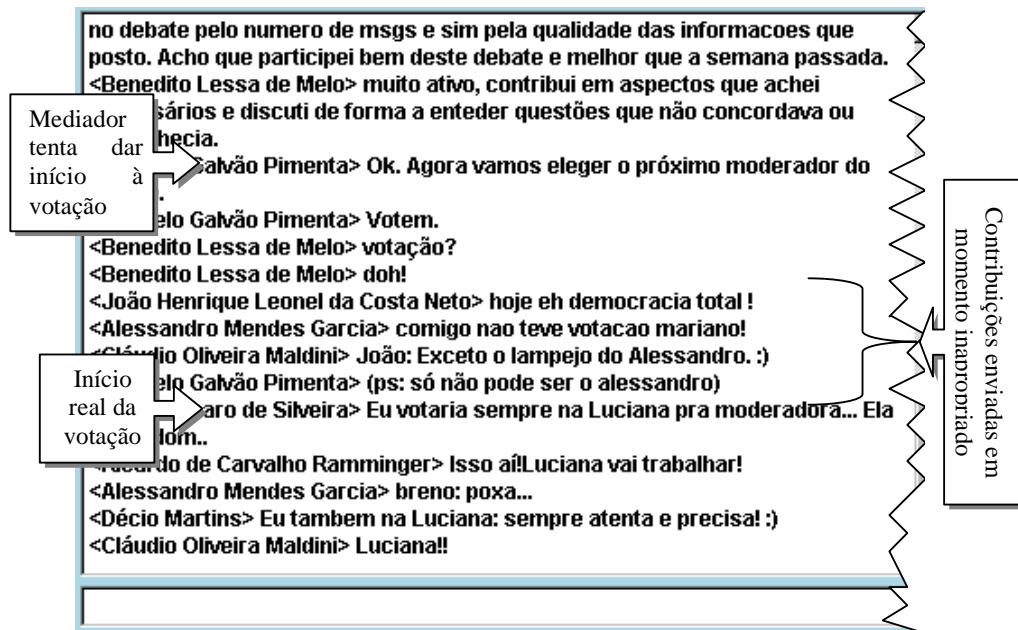 no debate pelo numero de msgs e sim pela qualidade das informacoes que
posto. Acho que participei bem deste debate e melhor que a semana passada.
<Benedito Lessa de Melo> muito ativo, contribui em aspectos que achei
sários e discuti de forma a enteder questões que não concordava ou
hecia.
Galvão Pimenta> Ok. Agora vamos eleger o próximo moderador do
.
elo Galvão Pimenta> Votem.
<Benedito Lessa de Melo> votação?
<Benedito Lessa de Melo> doh!
<João Henrique Leonel da Costa Neto> hoje eh democracia total !
<Alessandro Mendes Garcia> comigo nao teve votacao mariano!
<Cláudio Oliveira Maldini> João: Exceto o lampejo do Alessandro. :)
elo Galvão Pimenta> (ps: só não pode ser o alessandro)
aro de Silveira> Eu votaria sempre na Luciana pra moderadora... Ela
dom..
<Ricardo de Carvalho Ramminger> Isso aí!Luciana vai trabalhar!
<Alessandro Mendes Garcia> breno: poxa...
<Décio Martins> Eu tambem na Luciana: sempre atenta e precisa! :)
<Cláudio Oliveira Maldini> Luciana!!
Mediador
tenta dar
início à
votação
Início
real da
votação
Contribuições enviadas em
momento inapropriado